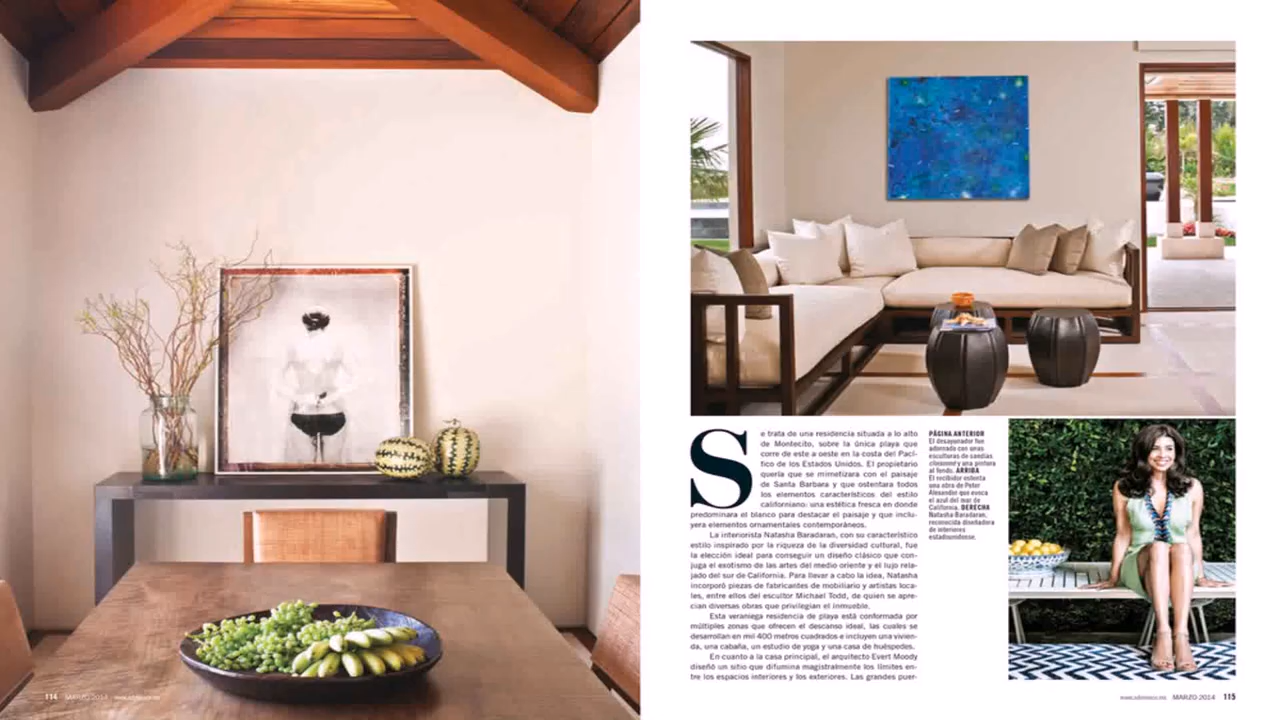 Se trata de una residencia situada a lo alto
de Montecito, sobre la única playa que
corre de este a oeste en la costa del Pací-
fico de los Estados Unidos. El propietario
quería que se mimetizara con el paisaje
de Santa Barbara y que ostentara todos
los elementos característicos del estilo
californiano: una estética fresca en donde
predominara el blanco para destacar el paisaje y que inclu-
yera elementos ornamentales contemporáneos.
La interiorista Natasha Baradaran, con su característico
estilo inspirado por la riqueza de la diversidad cultural, fue
la elección ideal para conseguir un diseño clásico que con-
juga el exotismo de las artes del medio oriente y el lujo rela-
jado del sur de California. Para llevar a cabo la idea, Natasha
incorporó piezas de fabricantes de mobiliario y artistas loca-
les, entre ellos del escultor Michael Todd, de quien se apre-
cian diversas obras que privilegian el inmueble.
Esta veraniega residencia de playa está conformada por
múltiples zonas que ofrecen el descanso ideal, las cuales se
desarrollan en mil 400 metros cuadrados e incluyen una vivien-
da, una cabaña, un estudio de yoga y una casa de huéspedes.
En cuanto a la casa principal, el arquitecto Evert Moody
diseñó un sitio que difumina magistralmente los límites en-
tre los espacios interiores y los exteriores. Las grandes puer-
PÁGINA ANTERIOR
El desayunador fue
adornado con unas
esculturas de sandías
y una pintura
al fondo. ARRIBA
El recibidor ostenta
una obra de Peter
Alexander que evoca
el azul del mar de
California. DERECHA
Natasha Baradaran,
reconocida diseñadora
de interiores
estadounidense.
114 MARZO 2014
MARZO 2014 115